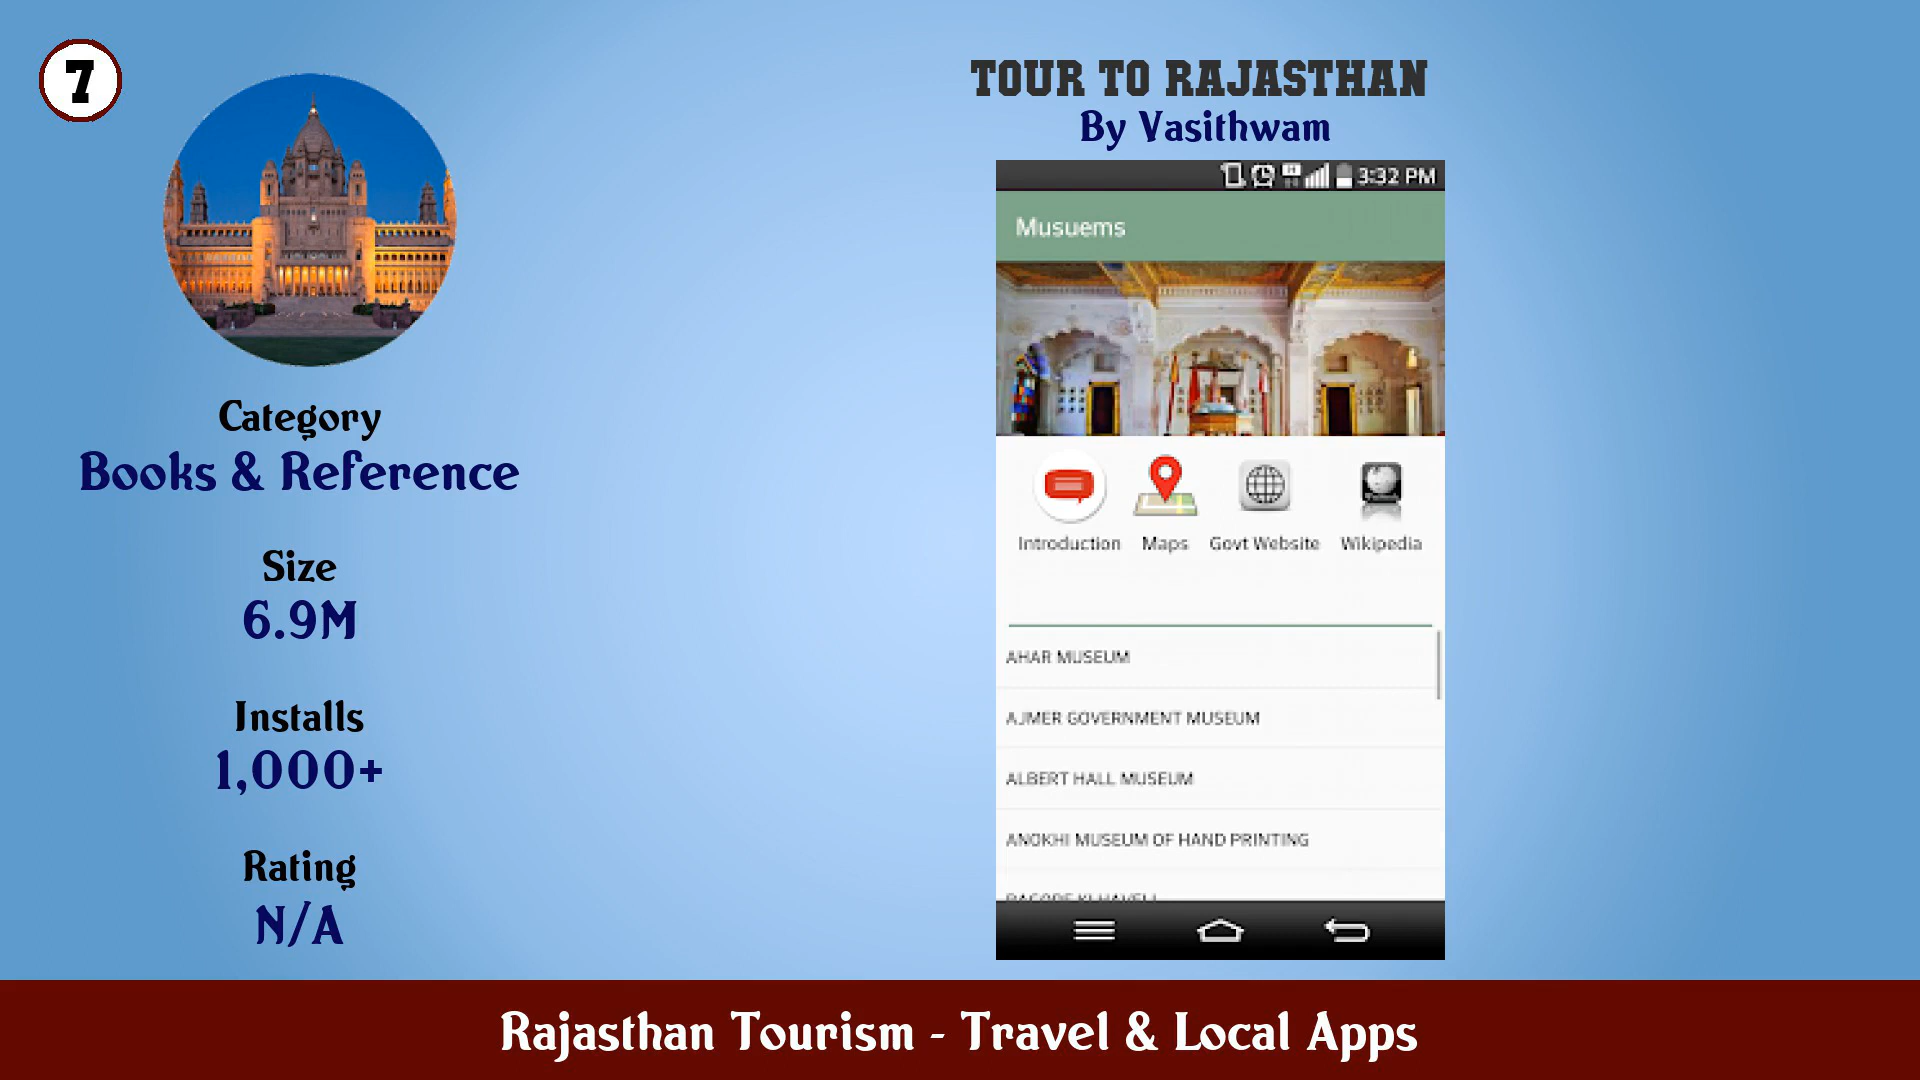 7
TOUR TO RAJASTHAN
By Vasithwam
Category
Books & Reference
Size
6.9M
Installs
1,000+
Rating
N/A
3:32 PM
Musuems
Introduction Maps Govt Website Wikipedia
AHAR MUSEUM
AJMER GOVERNMENT MUSEUM
ALBERT HALL MUSEUM
ANOKHI MUSEUM OF HAND PRINTING
Rajasthan Tourism - Travel & Local Apps